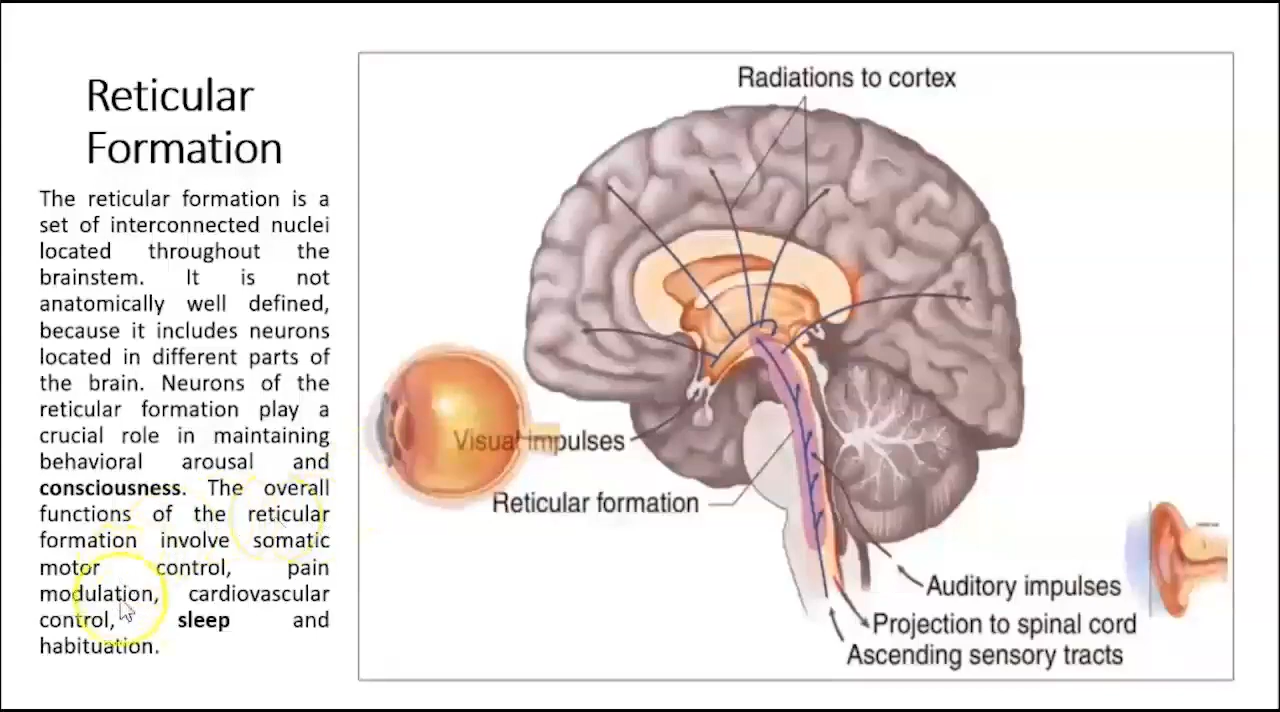 Reticular
Formation
The reticular formation is a
set of interconnected nuclei
located throughout the
brainstem. It is not
anatomically well defined,
because it includes neurons
located in different parts of
the brain. Neurons of the
reticular formation play a
crucial role in maintaining
behavioral arousal and
consciousness. The overall
functions of the reticular
formation involve somatic
motor control, pain
modulation, cardiovascular
control, sleep and
habituation.
Radiations to cortex
Visual impulses
Reticular formation
Auditory impulses
Projection to spinal cord
Ascending sensory tracts